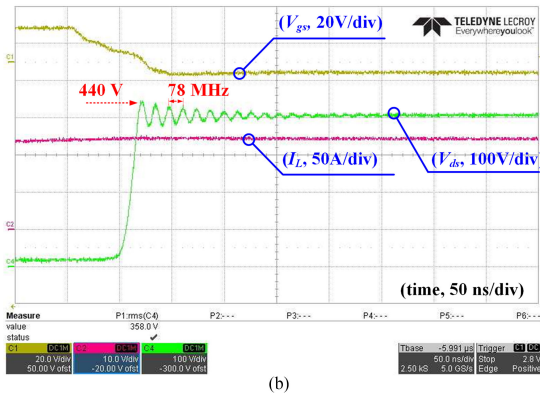 TELEDYNE LECROY
Everywhereyoulook™
(Vgs, 20V/div)
C1
440 V
78 MHz
(IL, 50A/div)
(Vds, 100V/div)
C2
C4
(time, 50 ns/div)
Measure P1:rms(C4) P2:--- P3:--- P4:--- P5:--- P6:---
value 358.0 V
status ✓
C1 DC1M C2 DC1M C4 DC1M Tbase -5.991 µs Trigger C1 DC
20.0 V/div 10.0 V/div 100 V/div 50.0 ns/div Stop 2.8 V
50.00 V ofst -20.00 V ofst -300.0 V ofst 2.50 kS 5.0 GS/s Edge Positive
(b)